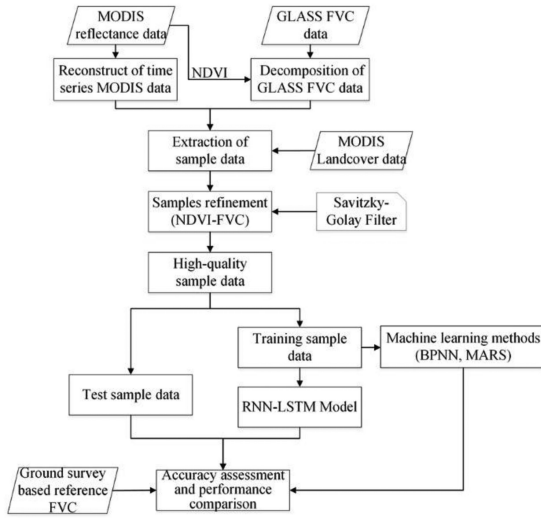 MODIS
reflectance data
GLASS FVC
data
NDVI
Reconstruct of time
series MODIS data
Decomposition of
GLASS FVC data
Extraction of
sample data
MODIS
Landcover data
Samples refinement
(NDVI-FVC)
Savitzky-
Golay Filter
High-quality
sample data
Training sample
data
Machine learning methods
(BPNN, MARS)
Test sample data
RNN-LSTM Model
Ground survey
based reference
FVC
Accuracy assessment
and performance
comparison